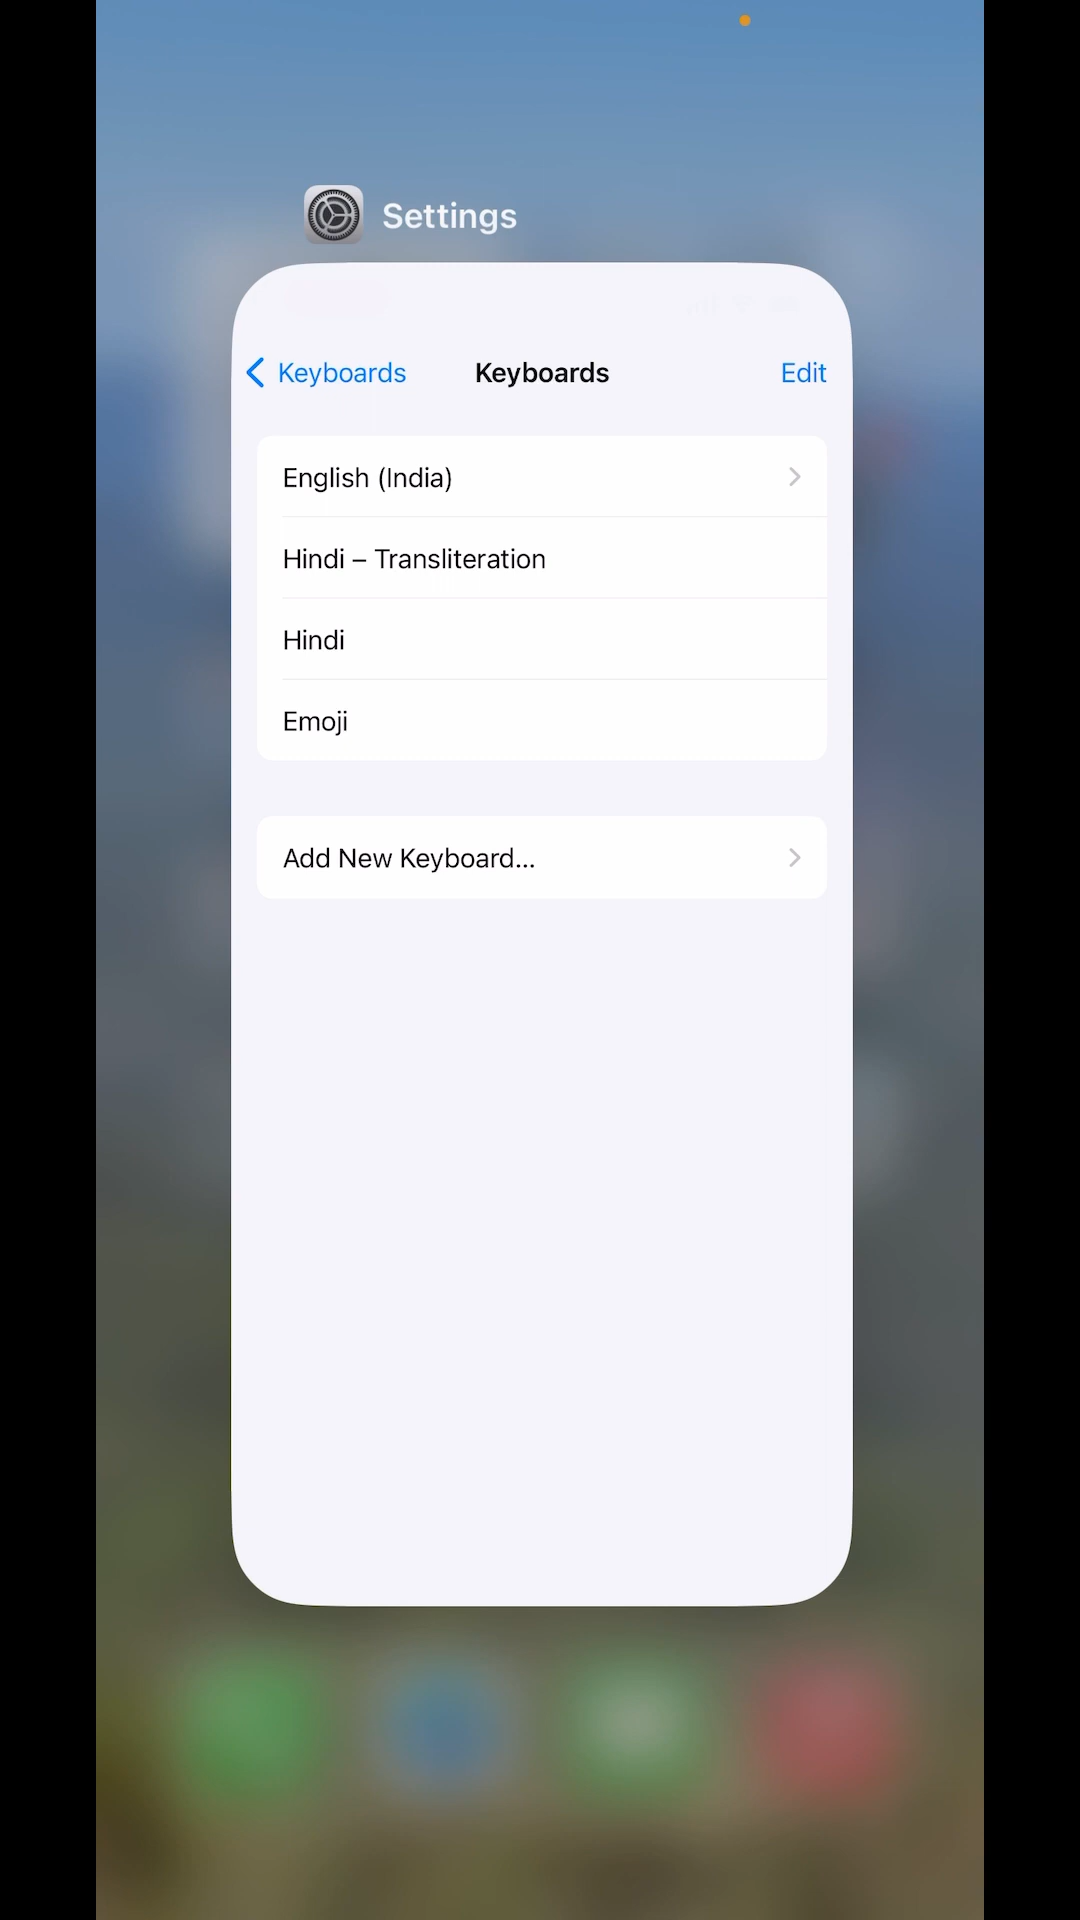 Settings
Keyboards
Keyboards
Edit
English (India)
Hindi – Transliteration
Hindi
Emoji
Add New Keyboard...